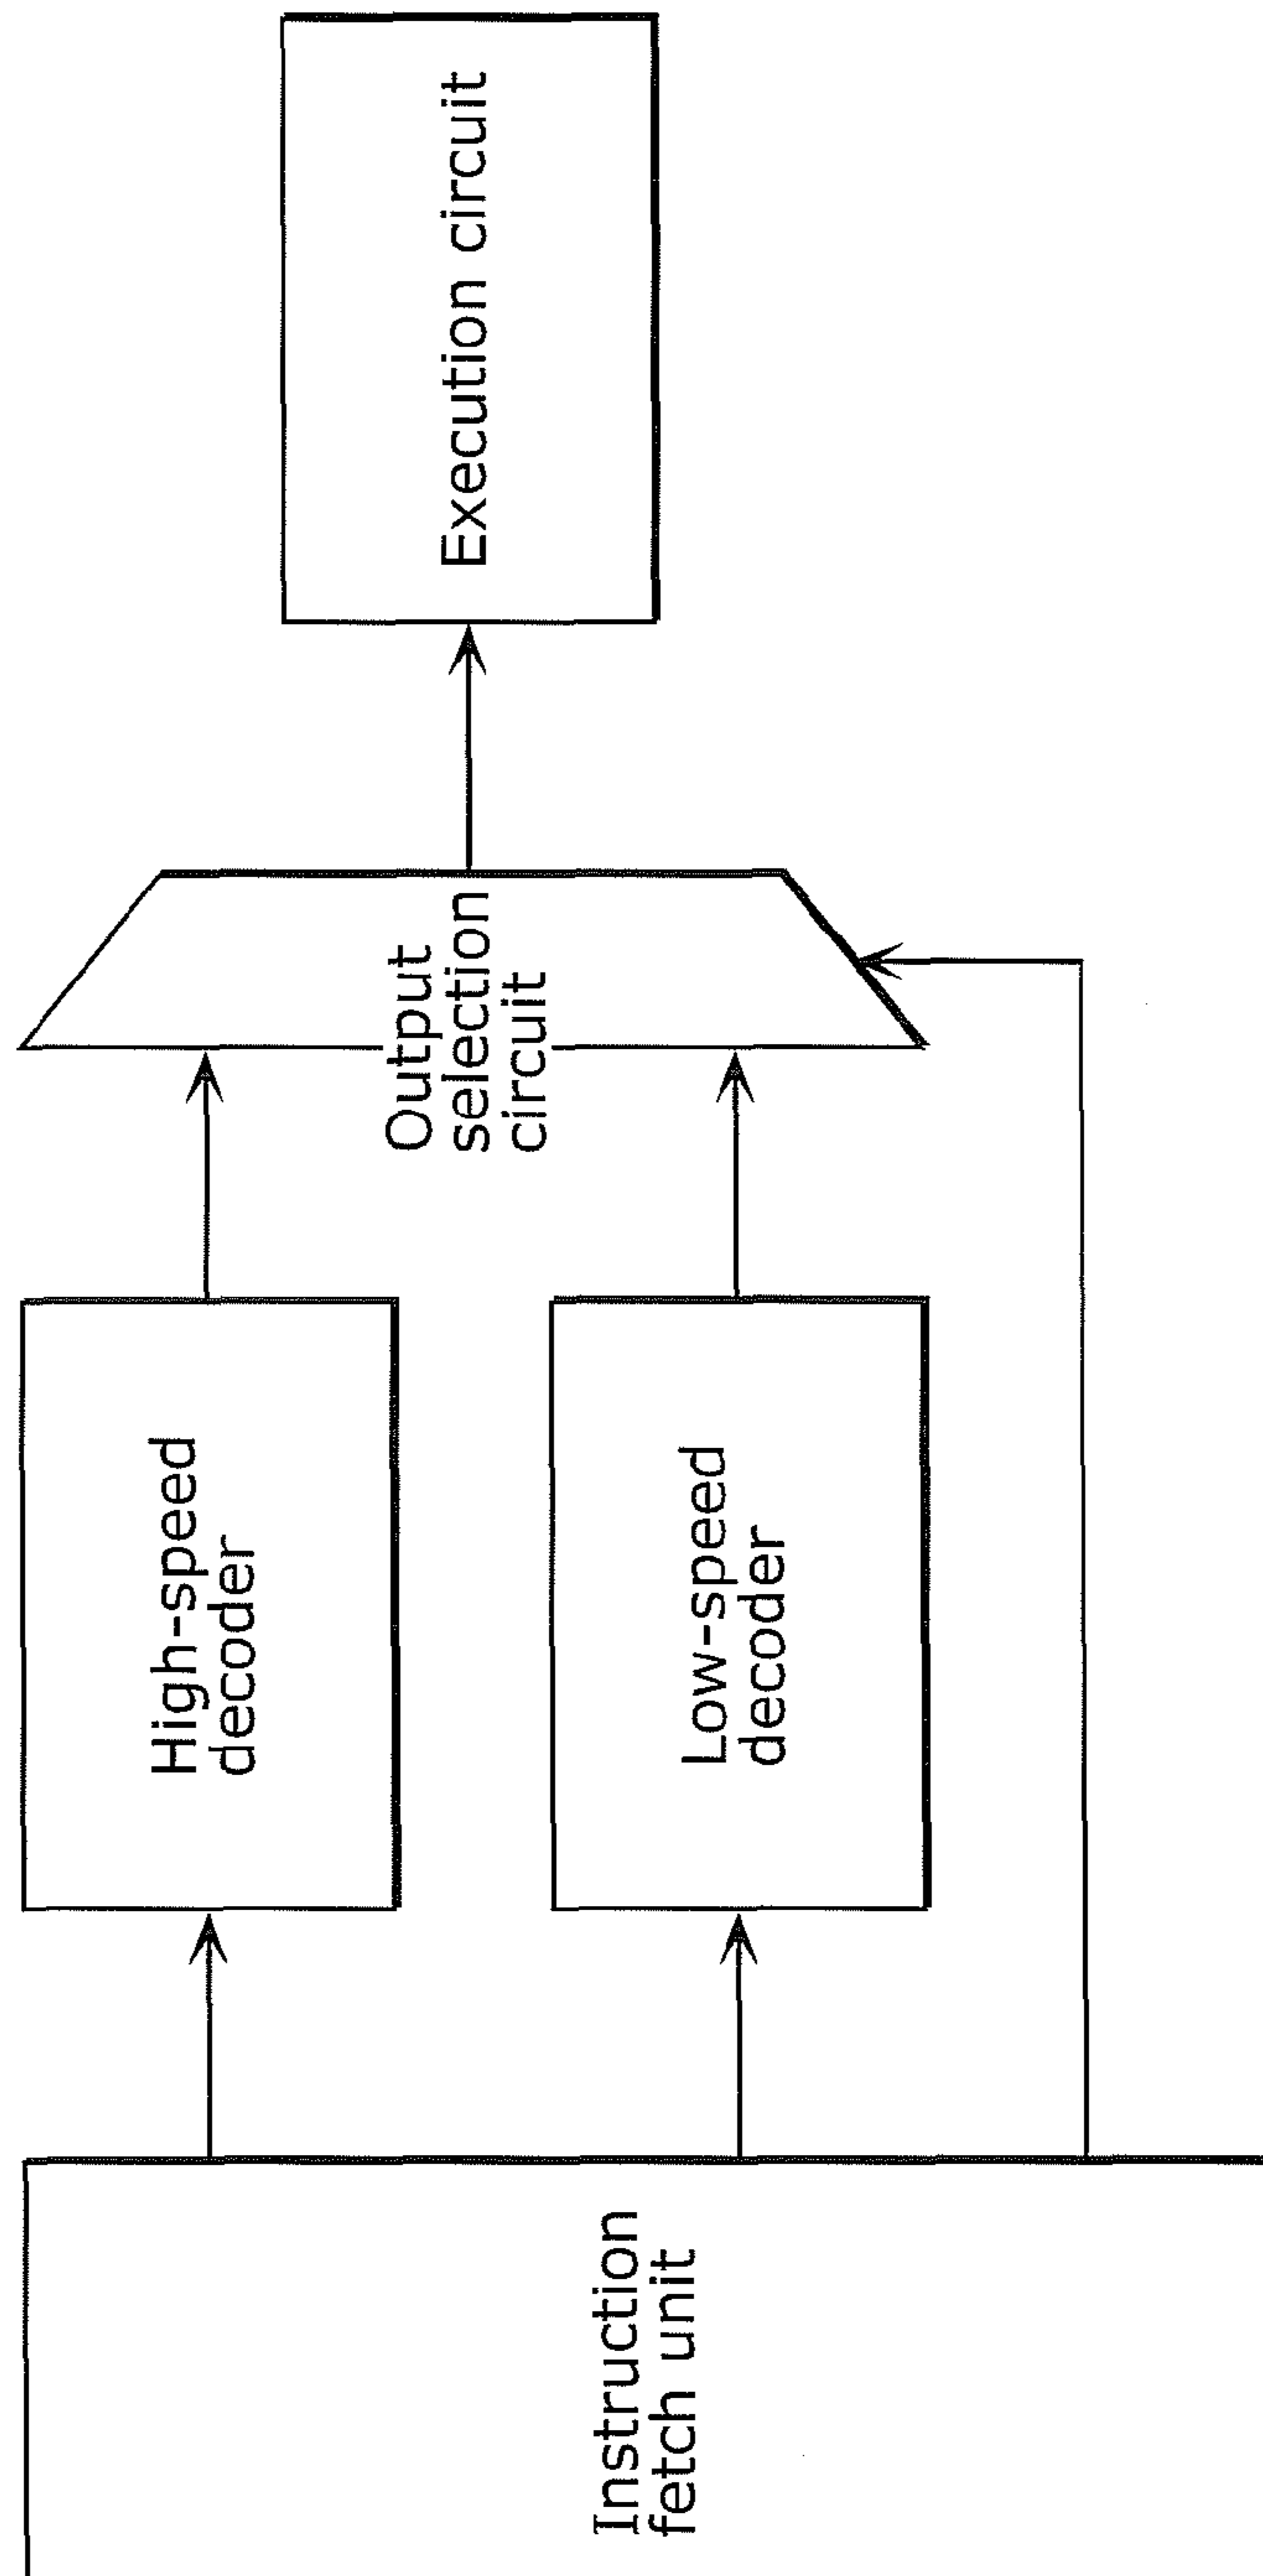 Instruction
fetch unit
High-speed
decoder
Low-speed
decoder
Output
selection
circuit
Execution circuit